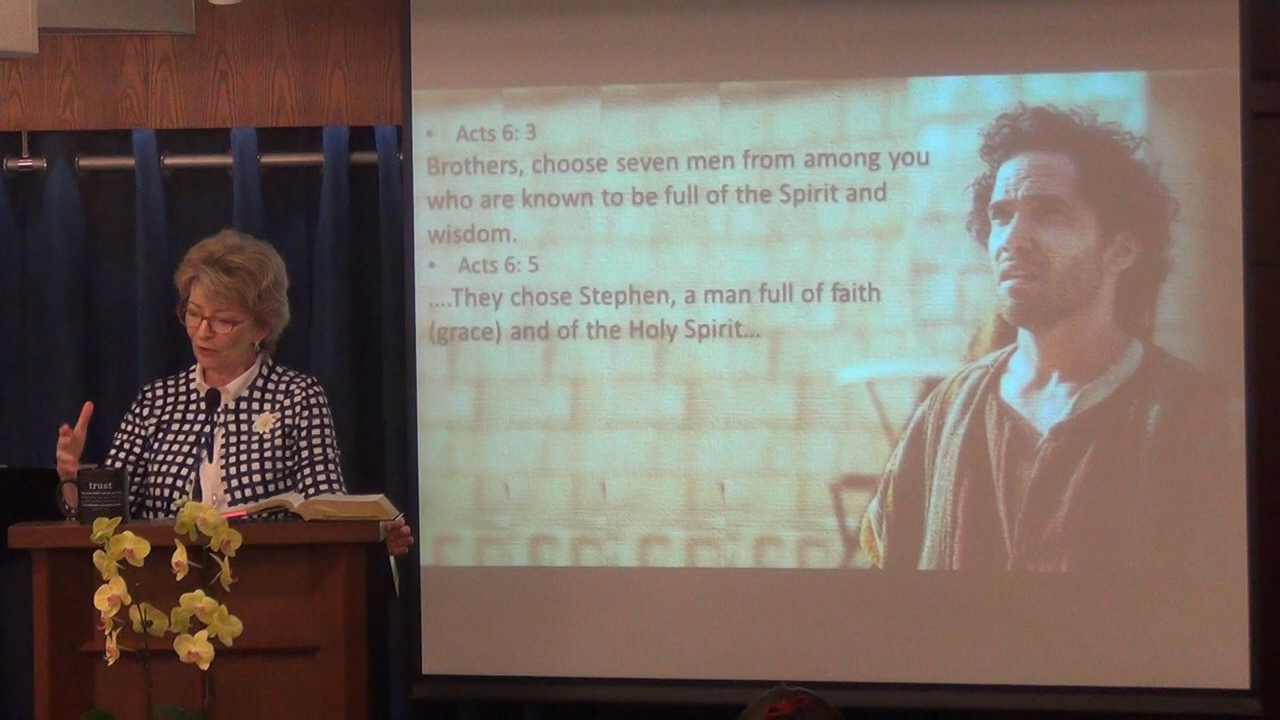 • Acts 6: 3
Brothers, choose seven men from among you
who are known to be full of the Spirit and
wisdom.
• Acts 6: 5
....They chose Stephen, a man full of faith
(grace) and of the Holy Spirit...
trust